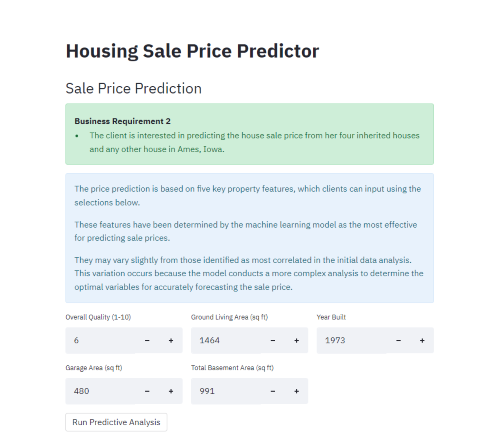 Housing Sale Price Predictor
Sale Price Prediction
Business Requirement 2
• The client is interested in predicting the house sale price from her four inherited houses
and any other house in Ames, Iowa.
The price prediction is based on five key property features, which clients can input using the
selections below.
These features have been determined by the machine learning model as the most effective
for predicting sale prices.
They may vary slightly from those identified as most correlated in the initial data analysis.
This variation occurs because the model conducts a more complex analysis to determine the
optimal variables for accurately forecasting the sale price.
Overall Quality (1-10) Ground Living Area (sq ft) Year Built
6 − + 1464 − + 1973 − +
Garage Area (sq ft) Total Basement Area (sq ft)
480 − + 991 − +
Run Predictive Analysis